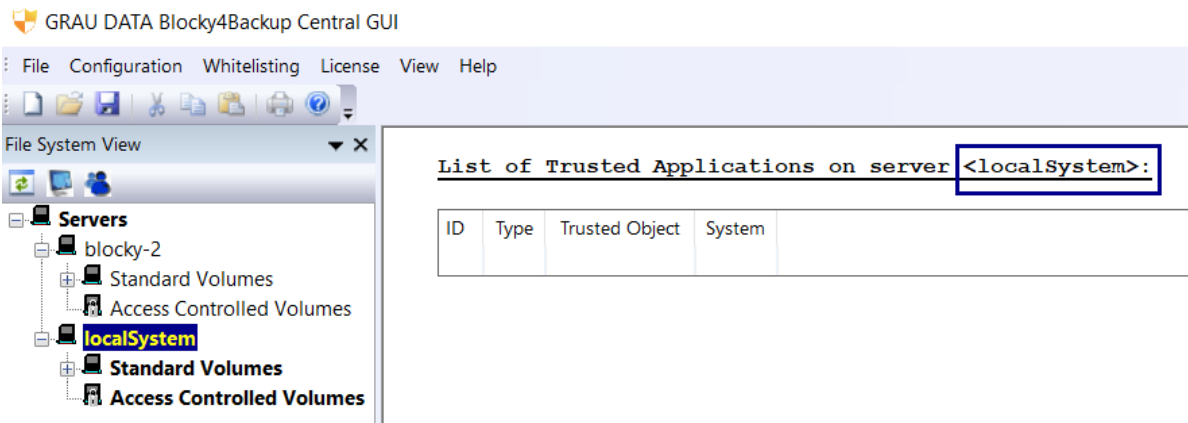 GRAU DATA Blocky4Backup Central GUI
File Configuration Whitelisting License View Help
File System View
Servers
blocky-2
Standard Volumes
Access Controlled Volumes
localSystem
Standard Volumes
Access Controlled Volumes
List of Trusted Applications on server <localSystem>:
ID Type Trusted Object System